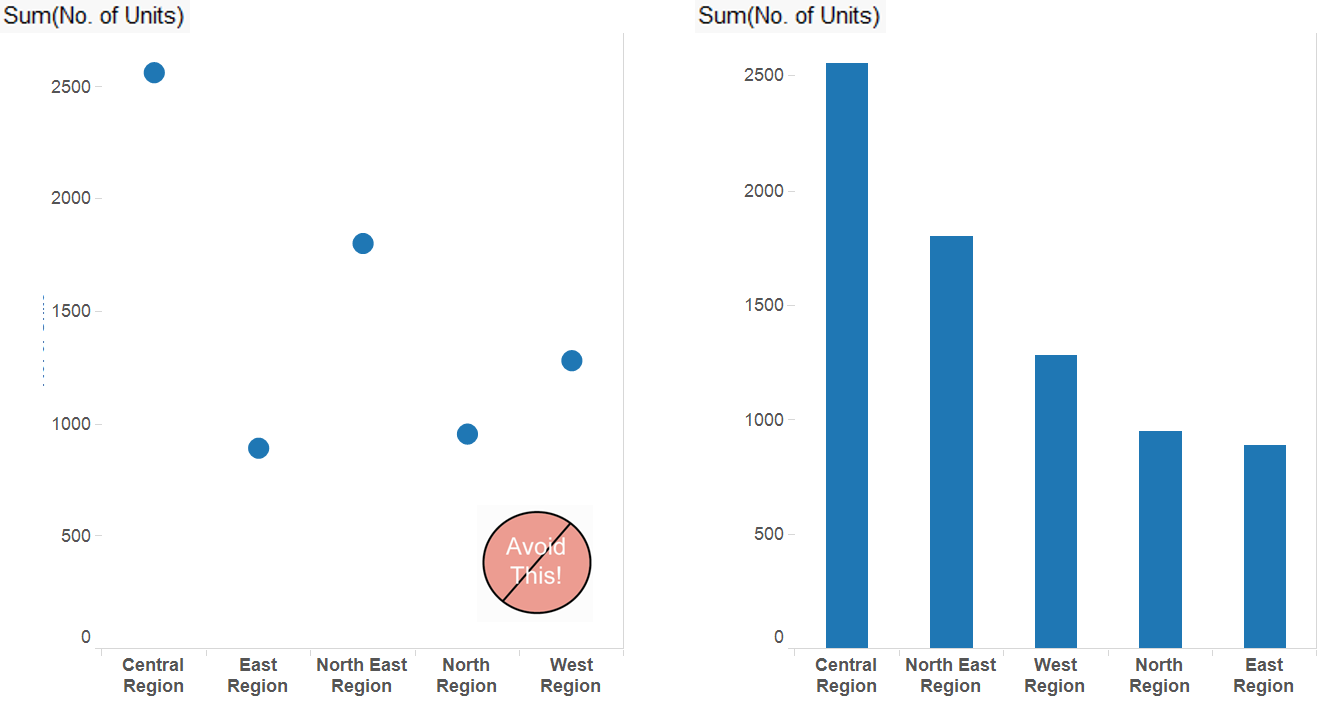 Sum(No. of Units)
2500
2000
1500
1000
500
0
Avoid
This!
Central
Region
East
Region
North East
Region
North
Region
West
Region
Sum(No. of Units)
2500
2000
1500
1000
500
0
Central
Region
North East
Region
West
Region
North
Region
East
Region